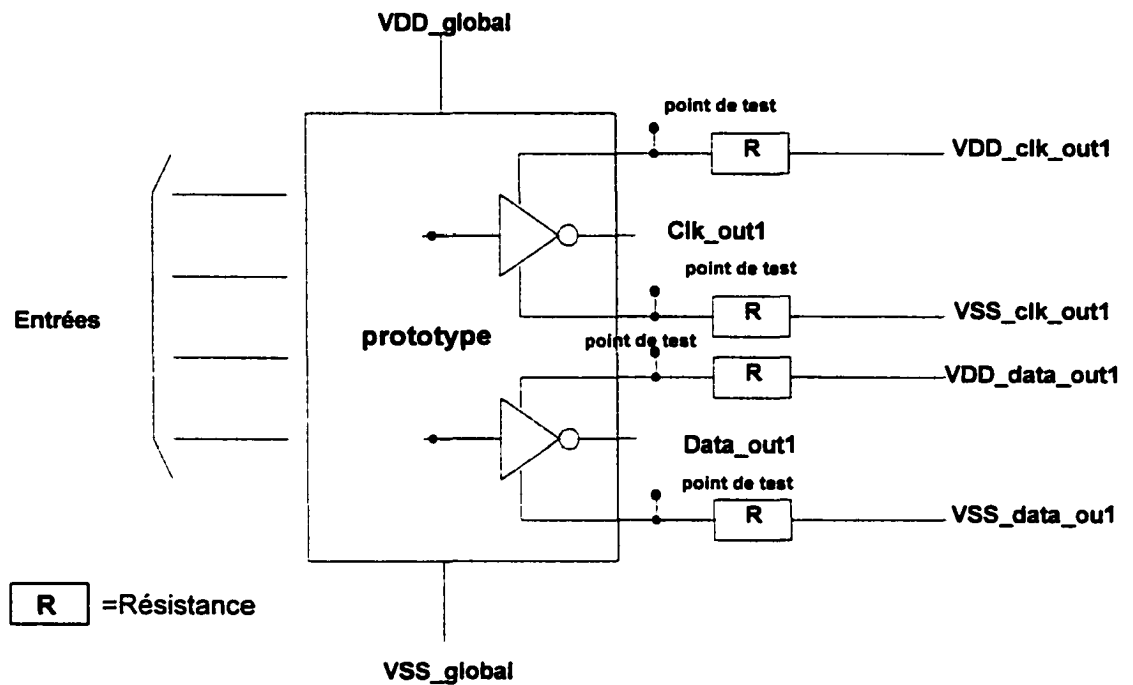 VDD_global
point de test
R
VDD_clk_out1
Clk_out1
point de test
R
VSS_clk_out1
Entrées
prototype
point de test
R
VDD_data_out1
Data_out1
point de test
R
VSS_data_ou1
R =Résistance
VSS_global